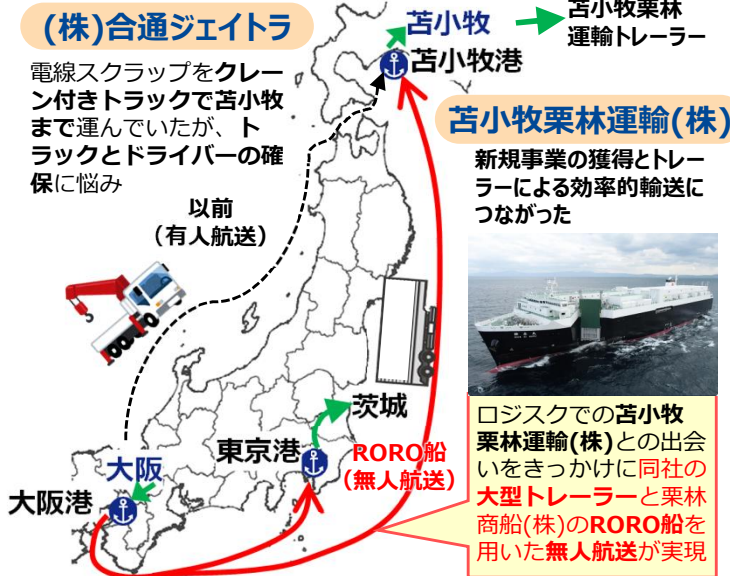 (株)合通ジェイトラ
電線スクラップをクレー
ン付きトラックで苫小牧
まで運んでいたが、ト
ラックとドライバーの確
保に悩み
以前
（有人航送）
苫小牧
苫小牧港
苫小牧栗林
運輸トレーラー
苫小牧栗林運輸(株)
新規事業の獲得とトレー
ラーによる効率的輸送に
つながった
茨城
東京港
RORO船
（無人航送）
大阪
大阪港
ロジスクでの苫小牧
栗林運輸(株)との出会
いをきっかけに同社の
大型トレーラーと栗林
商船(株)のRORO船を
用いた無人航送が実現